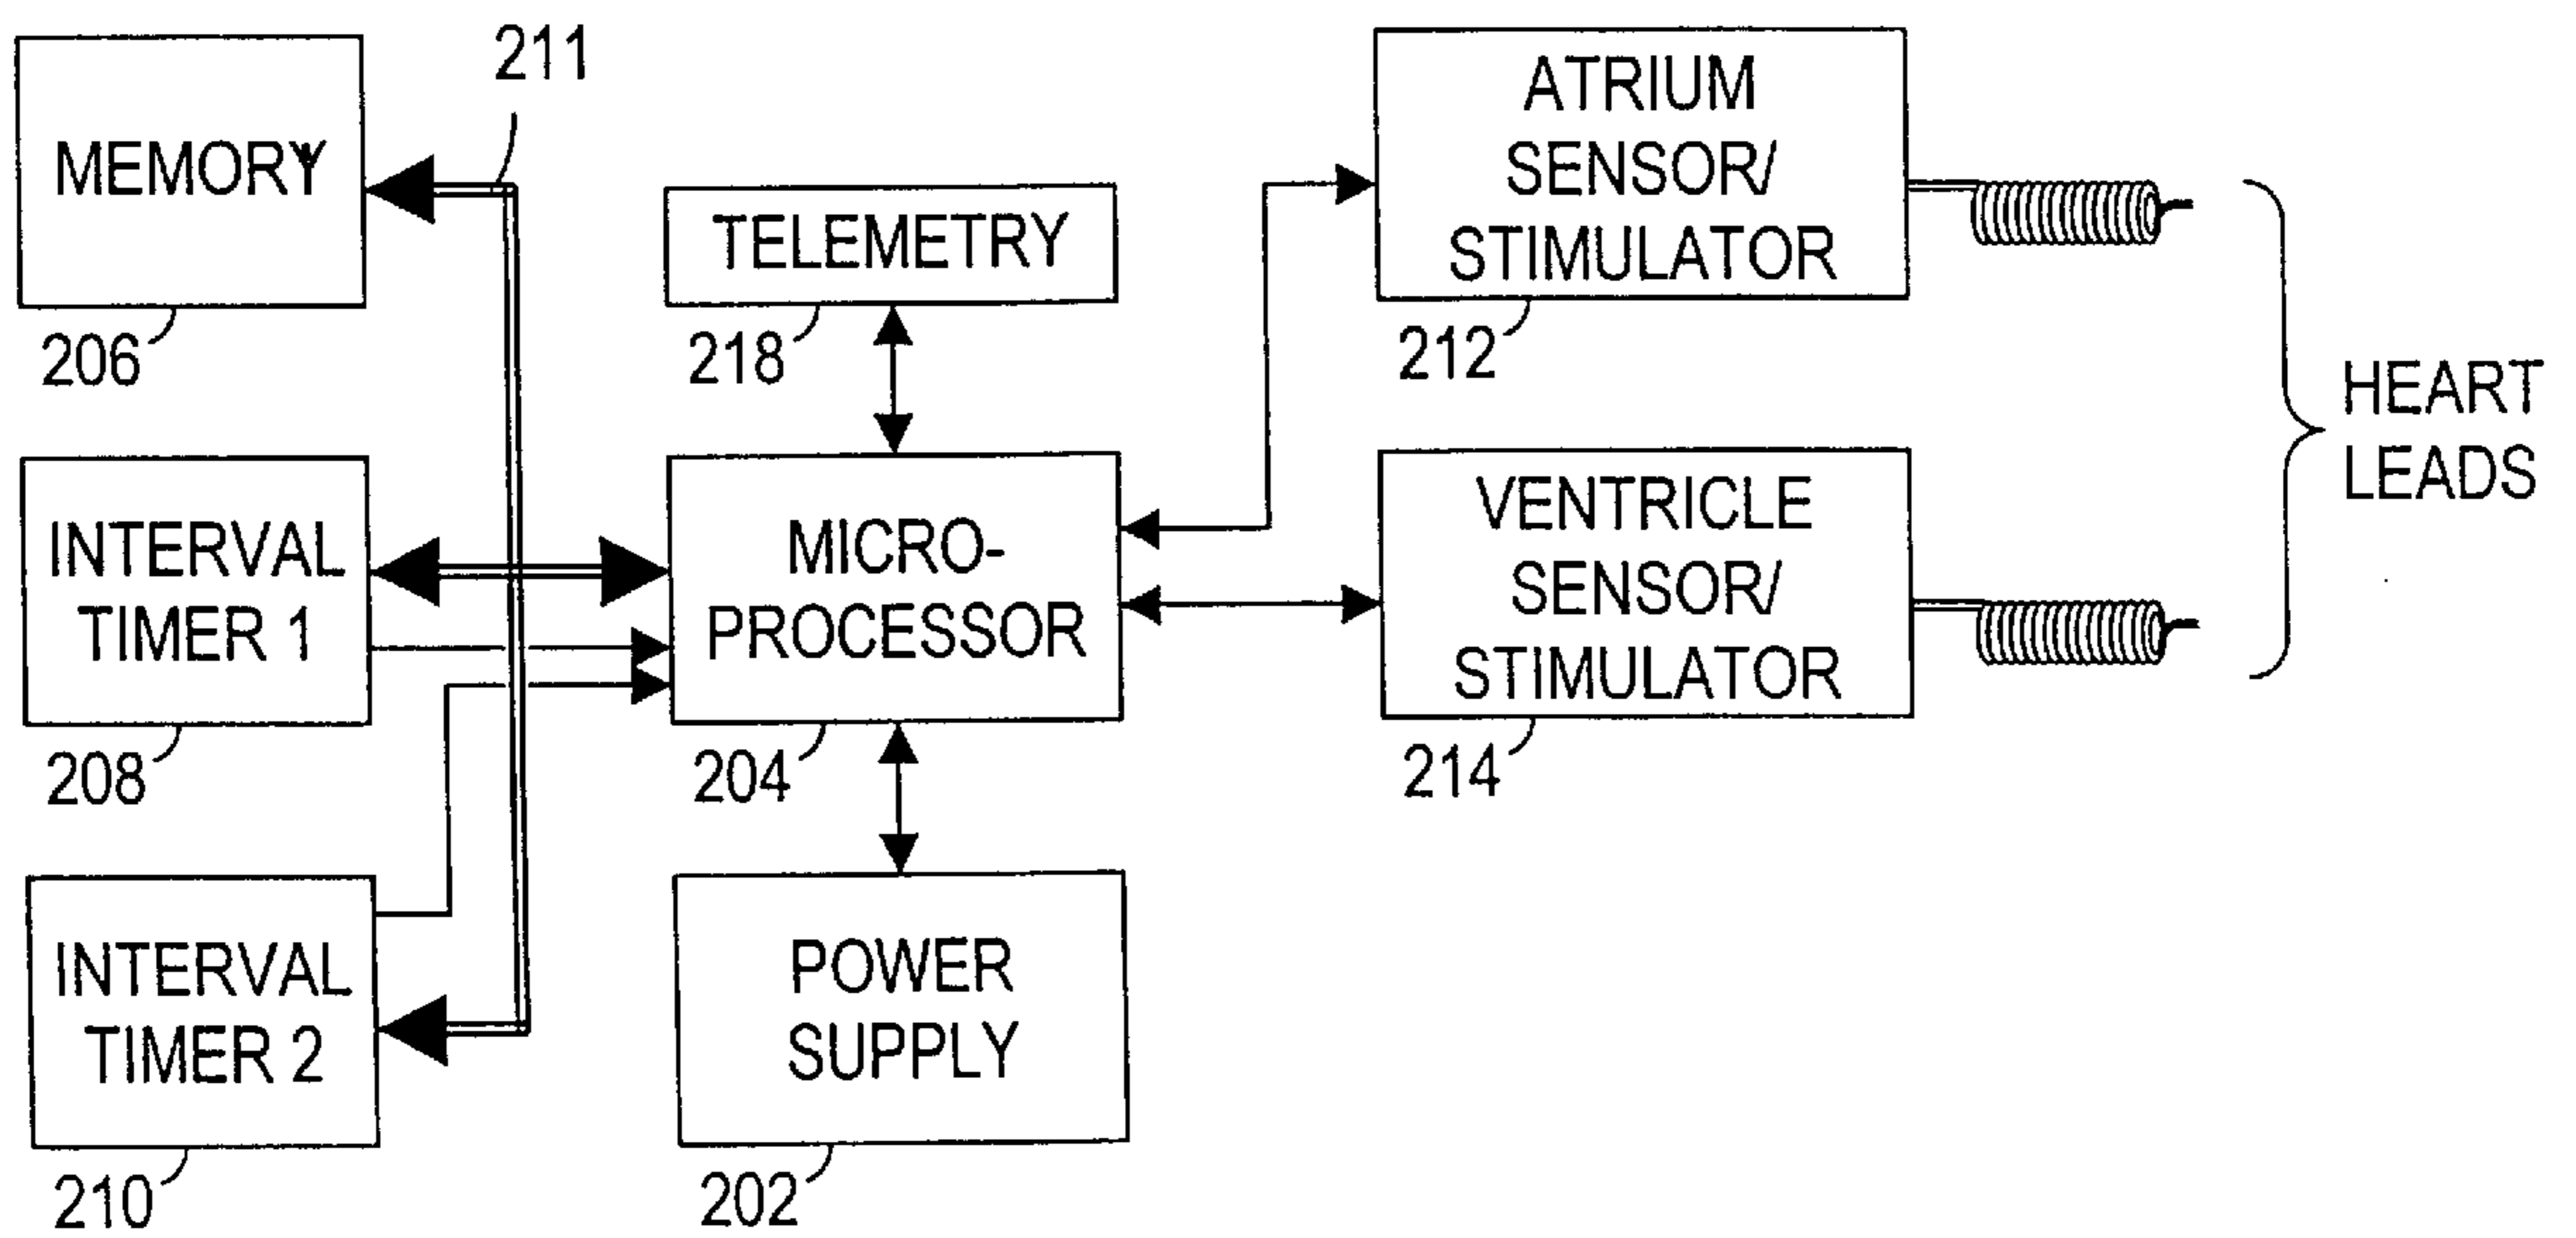 211
MEMORY
206
TELEMETRY
218
ATRIUM
SENSOR/
STIMULATOR
212
HEART
LEADS
INTERVAL
TIMER 1
208
MICRO-
PROCESSOR
204
VENTRICLE
SENSOR/
STIMULATOR
214
INTERVAL
TIMER 2
210
POWER
SUPPLY
202